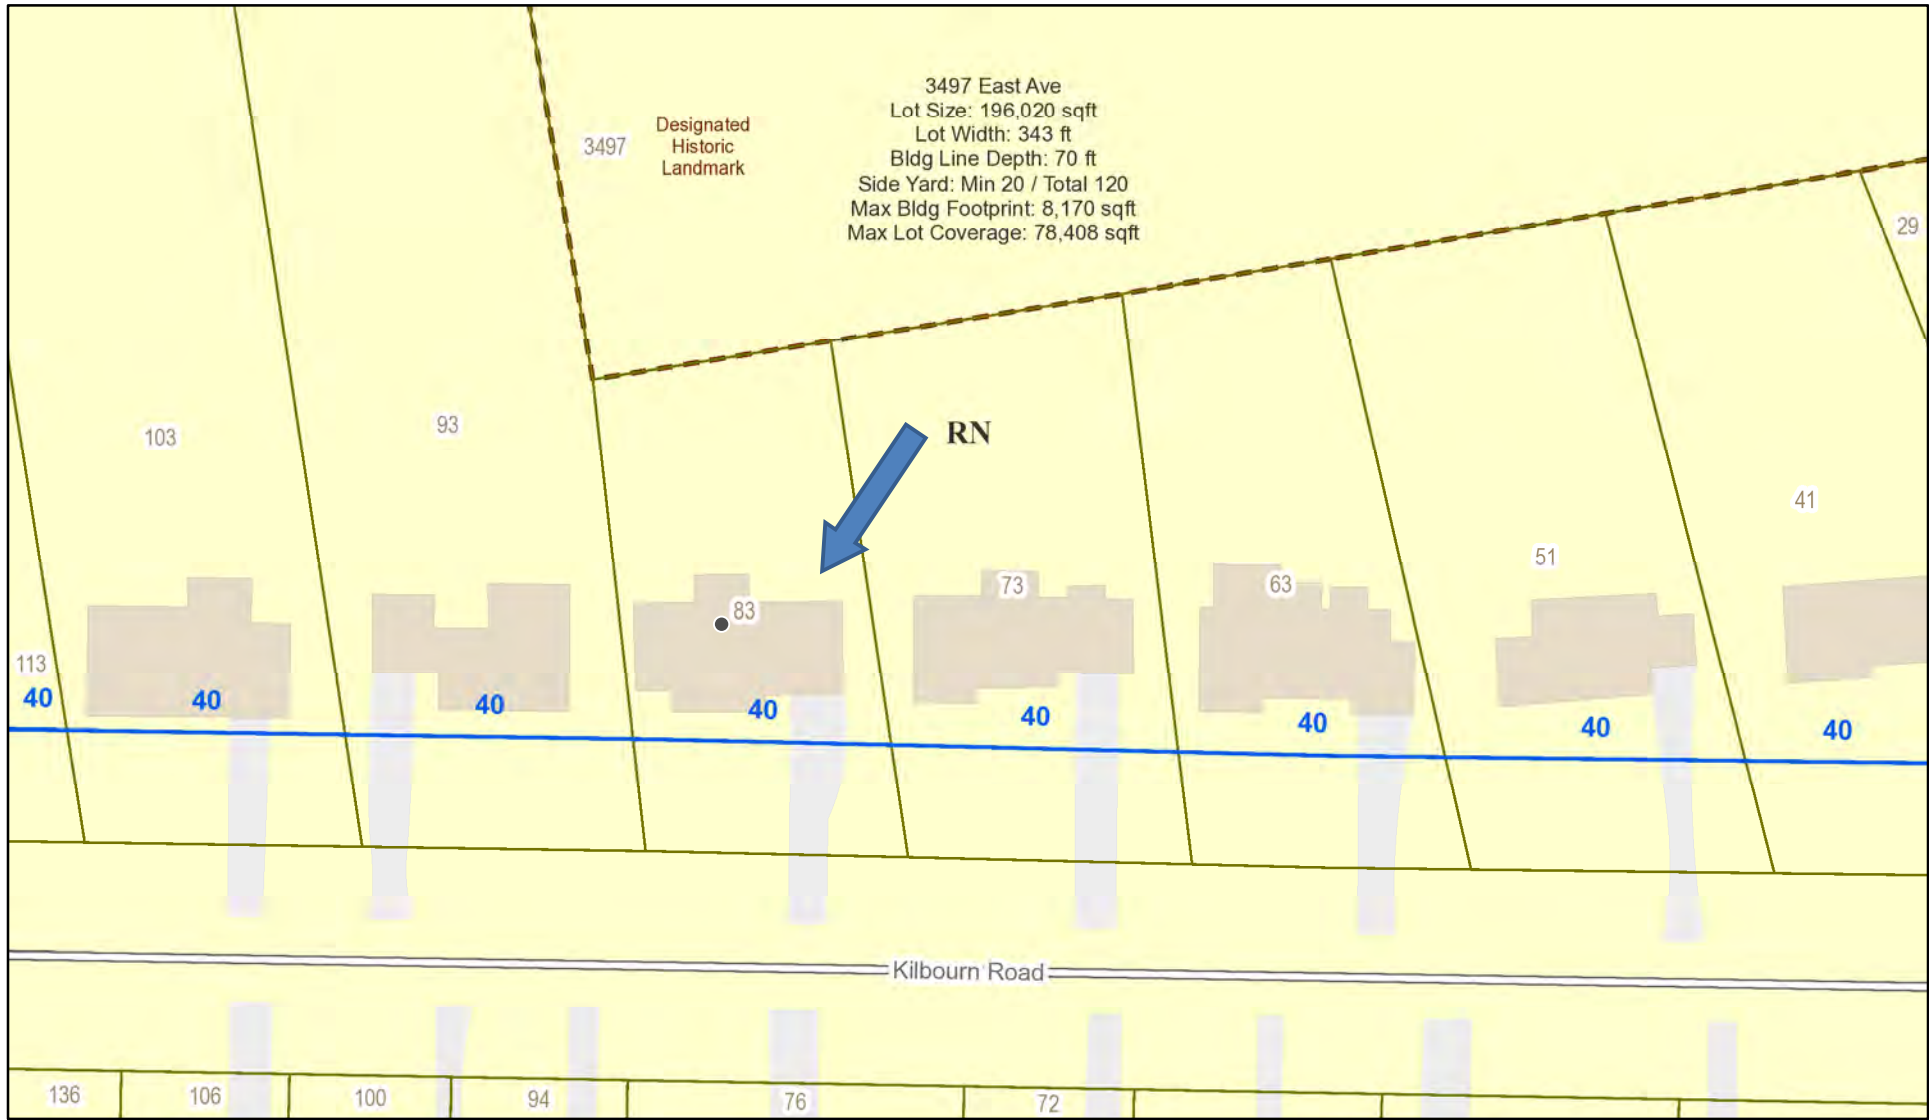 3497 East Ave
Lot Size: 196,020 sqft
Lot Width: 343 ft
Bldg Line Depth: 70 ft
Side Yard: Min 20 / Total 120
Max Bldg Footprint: 8,170 sqft
Max Lot Coverage: 78,408 sqft
3497
Designated
Historic
Landmark
29
103
93
RN
41
51
83
73
63
113
40
40
40
40
40
40
40
40
Kilbourn Road
136
106
100
94
76
72